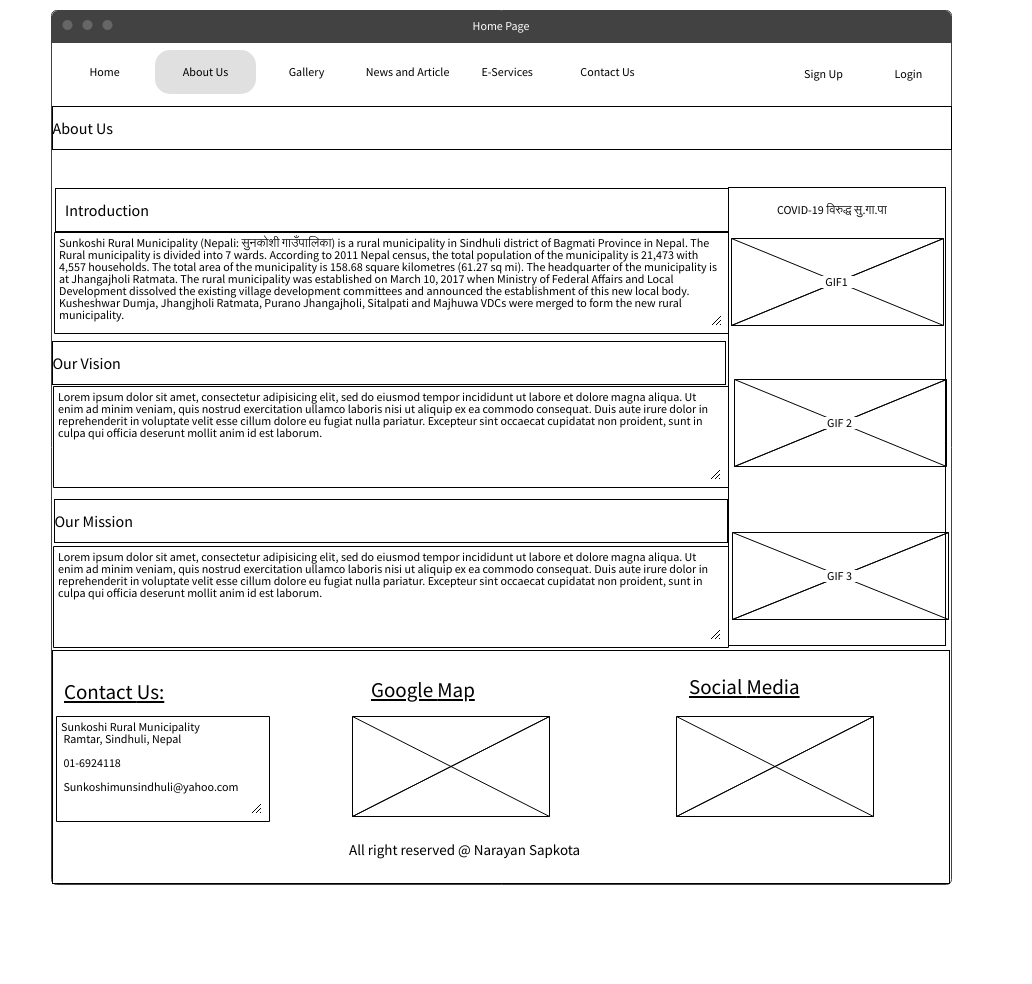 Home Page
Home
About Us
Gallery
News and Article
E-Services
Contact Us
Sign Up
Login
About Us
Introduction
Sunkoshi Rural Municipality (Nepali: सुनकोशी गाउँपालिका) is a rural municipality in Sindhuli district of Bagmati Province in Nepal. The
Rural municipality is divided into 7 wards. According to 2011 Nepal census, the total population of the municipality is 21,473 with
4,557 households. The total area of the municipality is 158.68 square kilometres (61.27 sq mi). The headquarter of the municipality is
at Jhangajholi Ratmata. The rural municipality was established on March 10, 2017 when Ministry of Federal Affairs and Local
Development dissolved the existing village development committees and announced the establishment of this new local body.
Kusheshwar Dumja, Jhangjholi Ratmata, Purano Jhangajholi, Sitalpati and Majhuwa VDCs were merged to form the new rural
municipality.
Our Vision
Lorem ipsum dolor sit amet, consectetur adipisicing elit, sed do eiusmod tempor incididunt ut labore et dolore magna aliqua. Ut
enim ad minim veniam, quis nostrud exercitation ullamco laboris nisi ut aliquip ex ea commodo consequat. Duis aute irure dolor in
reprehenderit in voluptate velit esse cillum dolore eu fugiat nulla pariatur. Excepteur sint occaecat cupidatat non proident, sunt in
culpa qui officia deserunt mollit anim id est laborum.
Our Mission
Lorem ipsum dolor sit amet, consectetur adipisicing elit, sed do eiusmod tempor incididunt ut labore et dolore magna aliqua. Ut
enim ad minim veniam, quis nostrud exercitation ullamco laboris nisi ut aliquip ex ea commodo consequat. Duis aute irure dolor in
reprehenderit in voluptate velit esse cillum dolore eu fugiat nulla pariatur. Excepteur sint occaecat cupidatat non proident, sunt in
culpa qui officia deserunt mollit anim id est laborum.
COVID-19 विरुद्ध सु.गा.पा
GIF1
GIF 2
GIF 3
Contact Us:
Sunkoshi Rural Municipality
Ramtar, Sindhuli, Nepal
01-6924118
Sunkoshimunsindhuli@yahoo.com
Google Map
Social Media
All right reserved @ Narayan Sapkota